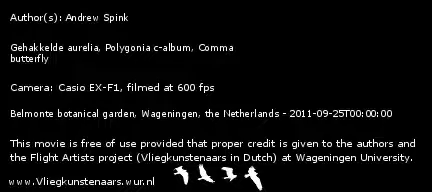 Author(s): Andrew Spink
Gehakkelde aurelia, Polygonia c-album, Comma
butterfly
Camera: Casio EX-F1, filmed at 600 fps
Belmonte botanical garden, Wageningen, the Netherlands - 2011-09-25T00:00:00
This movie is free of use provided that proper credit is given to the authors and
the Flight Artists project (Vliegkunstenaars in Dutch) at Wageningen University.
www.Vliegkunstenaars.wur.nl